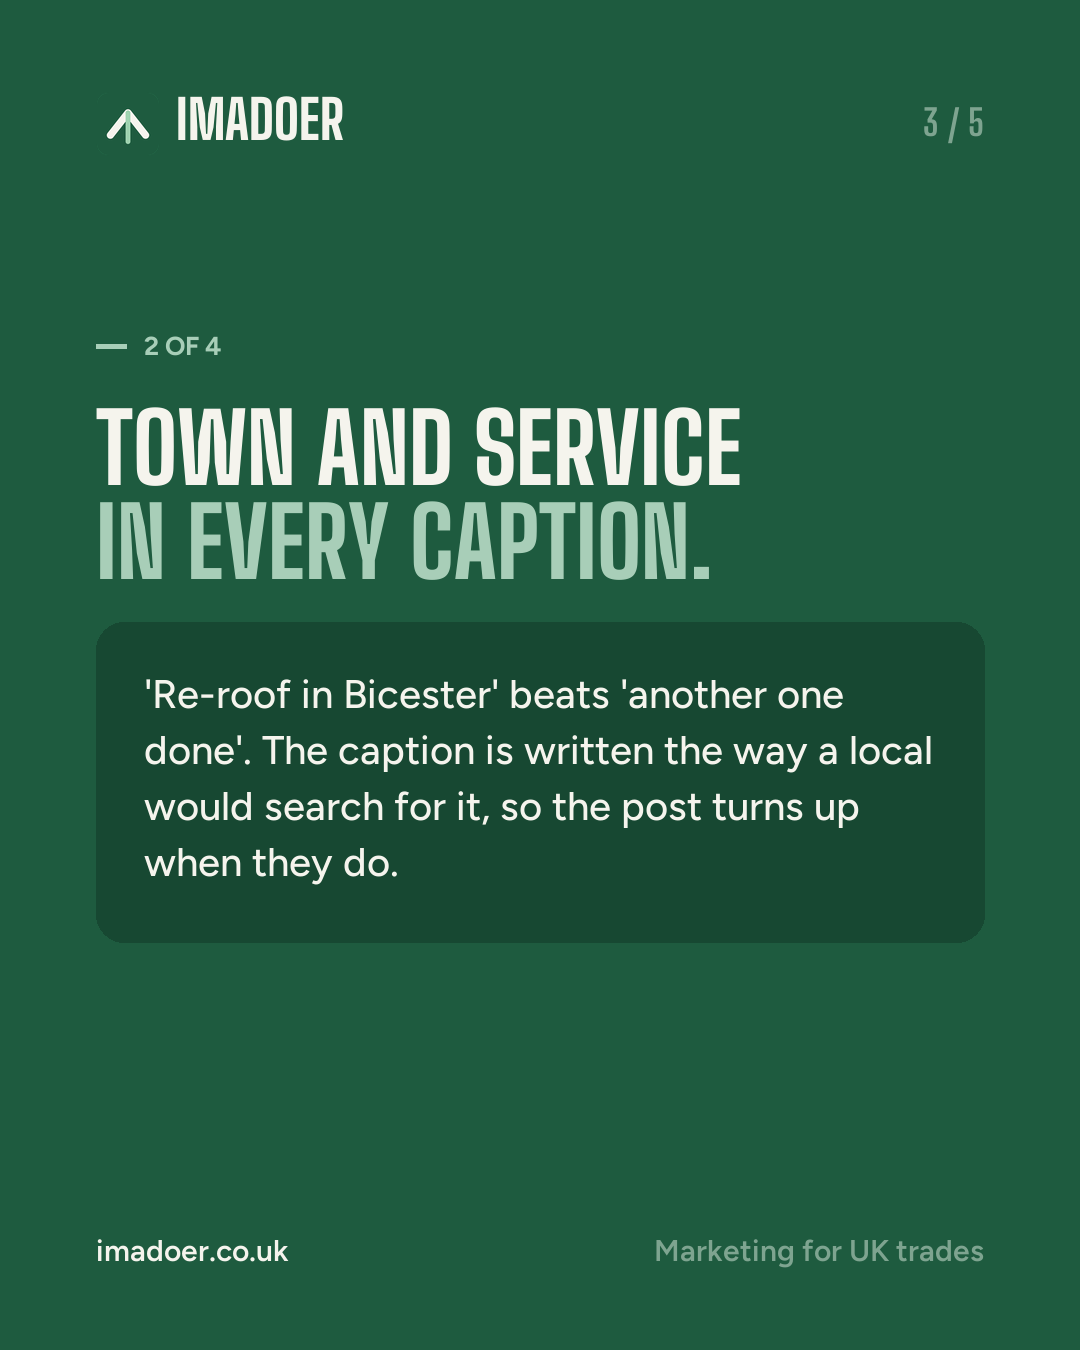 IMADOER
3 / 5
2 OF 4
TOWN AND SERVICE
IN EVERY CAPTION.
'Re-roof in Bicester' beats 'another one
done'. The caption is written the way a local
would search for it, so the post turns up
when they do.
imadoer.co.uk
Marketing for UK trades